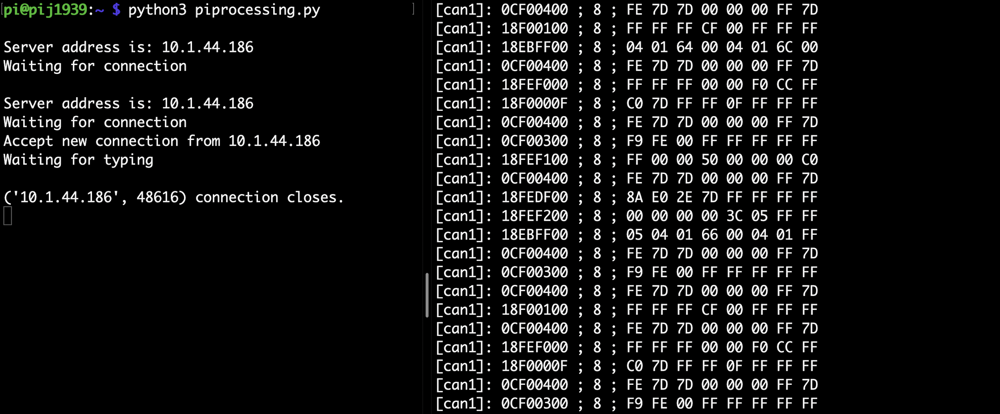 pi@pij1939:~ $ python3 piprocessing.py
Server address is: 10.1.44.186
Waiting for connection
Server address is: 10.1.44.186
Waiting for connection
Accept new connection from 10.1.44.186
Waiting for typing
('10.1.44.186', 48616) connection closes.
[can1]: 0CF00400 ; 8 ; FE 7D 7D 00 00 00 FF 7D
[can1]: 18F00100 ; 8 ; FF FF FF CF 00 FF FF FF
[can1]: 18EBFF00 ; 8 ; 04 01 64 00 04 01 6C 00
[can1]: 0CF00400 ; 8 ; FE 7D 7D 00 00 00 FF 7D
[can1]: 18FEF000 ; 8 ; FF FF FF 00 00 F0 CC FF
[can1]: 18F0000F ; 8 ; C0 7D FF FF 0F FF FF FF
[can1]: 0CF00400 ; 8 ; FE 7D 7D 00 00 00 FF 7D
[can1]: 0CF00300 ; 8 ; F9 FE 00 FF FF FF FF FF
[can1]: 18FEF100 ; 8 ; FF 00 00 50 00 00 00 C0
[can1]: 0CF00400 ; 8 ; FE 7D 7D 00 00 00 FF 7D
[can1]: 18FEDF00 ; 8 ; 8A E0 2E 7D FF FF FF FF
[can1]: 18FEF200 ; 8 ; 00 00 00 00 3C 05 FF FF
[can1]: 18EBFF00 ; 8 ; 05 04 01 66 00 04 01 FF
[can1]: 0CF00400 ; 8 ; FE 7D 7D 00 00 00 FF 7D
[can1]: 0CF00300 ; 8 ; F9 FE 00 FF FF FF FF FF
[can1]: 0CF00400 ; 8 ; FE 7D 7D 00 00 00 FF 7D
[can1]: 18F00100 ; 8 ; FF FF FF CF 00 FF FF FF
[can1]: 0CF00400 ; 8 ; FE 7D 7D 00 00 00 FF 7D
[can1]: 18FEF000 ; 8 ; FF FF FF 00 00 F0 CC FF
[can1]: 18F0000F ; 8 ; C0 7D FF FF 0F FF FF FF
[can1]: 0CF00400 ; 8 ; FE 7D 7D 00 00 00 FF 7D
[can1]: 0CF00300 ; 8 ; F9 FE 00 FF FF FF FF FF